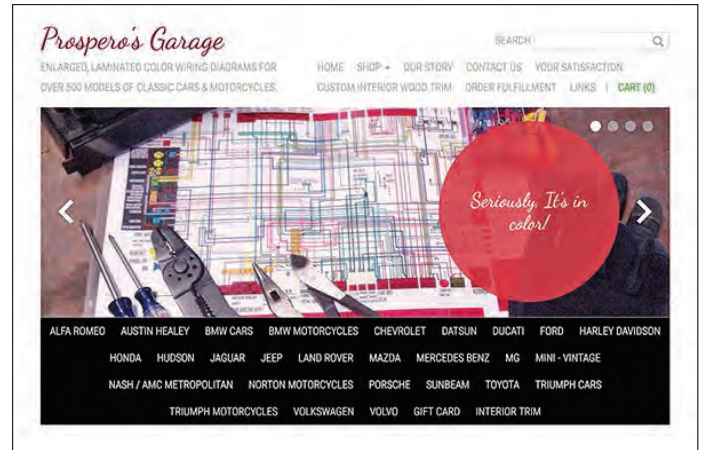 Prospero's Garage
SEARCH
ENLARGED, LAMINATED COLOR WIRING DIAGRAMS FOR
OVER 500 MODELS OF CLASSIC CARS & MOTORCYCLES.
HOME SHOP OUR STORY CONTACT US YOUR SATISFACTION
CUSTOM INTERIOR WOOD TRIM ORDER FULFILLMENT LINKS | CART (0)
Seriously. It's in
color!
ALFA ROMEO AUSTIN HEALEY BMW CARS BMW MOTORCYCLES CHEVROLET DATSUN DUCATI FORD HARLEY DAVIDSON
HONDA HUDSON JAGUAR JEEP LAND ROVER MAZDA MERCEDES BENZ MG MINI - VINTAGE
NASH / AMC METROPOLITAN NORTON MOTORCYCLES PORSCHE SUNBEAM TOYOTA TRIUMPH CARS
TRIUMPH MOTORCYCLES VOLKSWAGEN VOLVO GIFT CARD INTERIOR TRIM